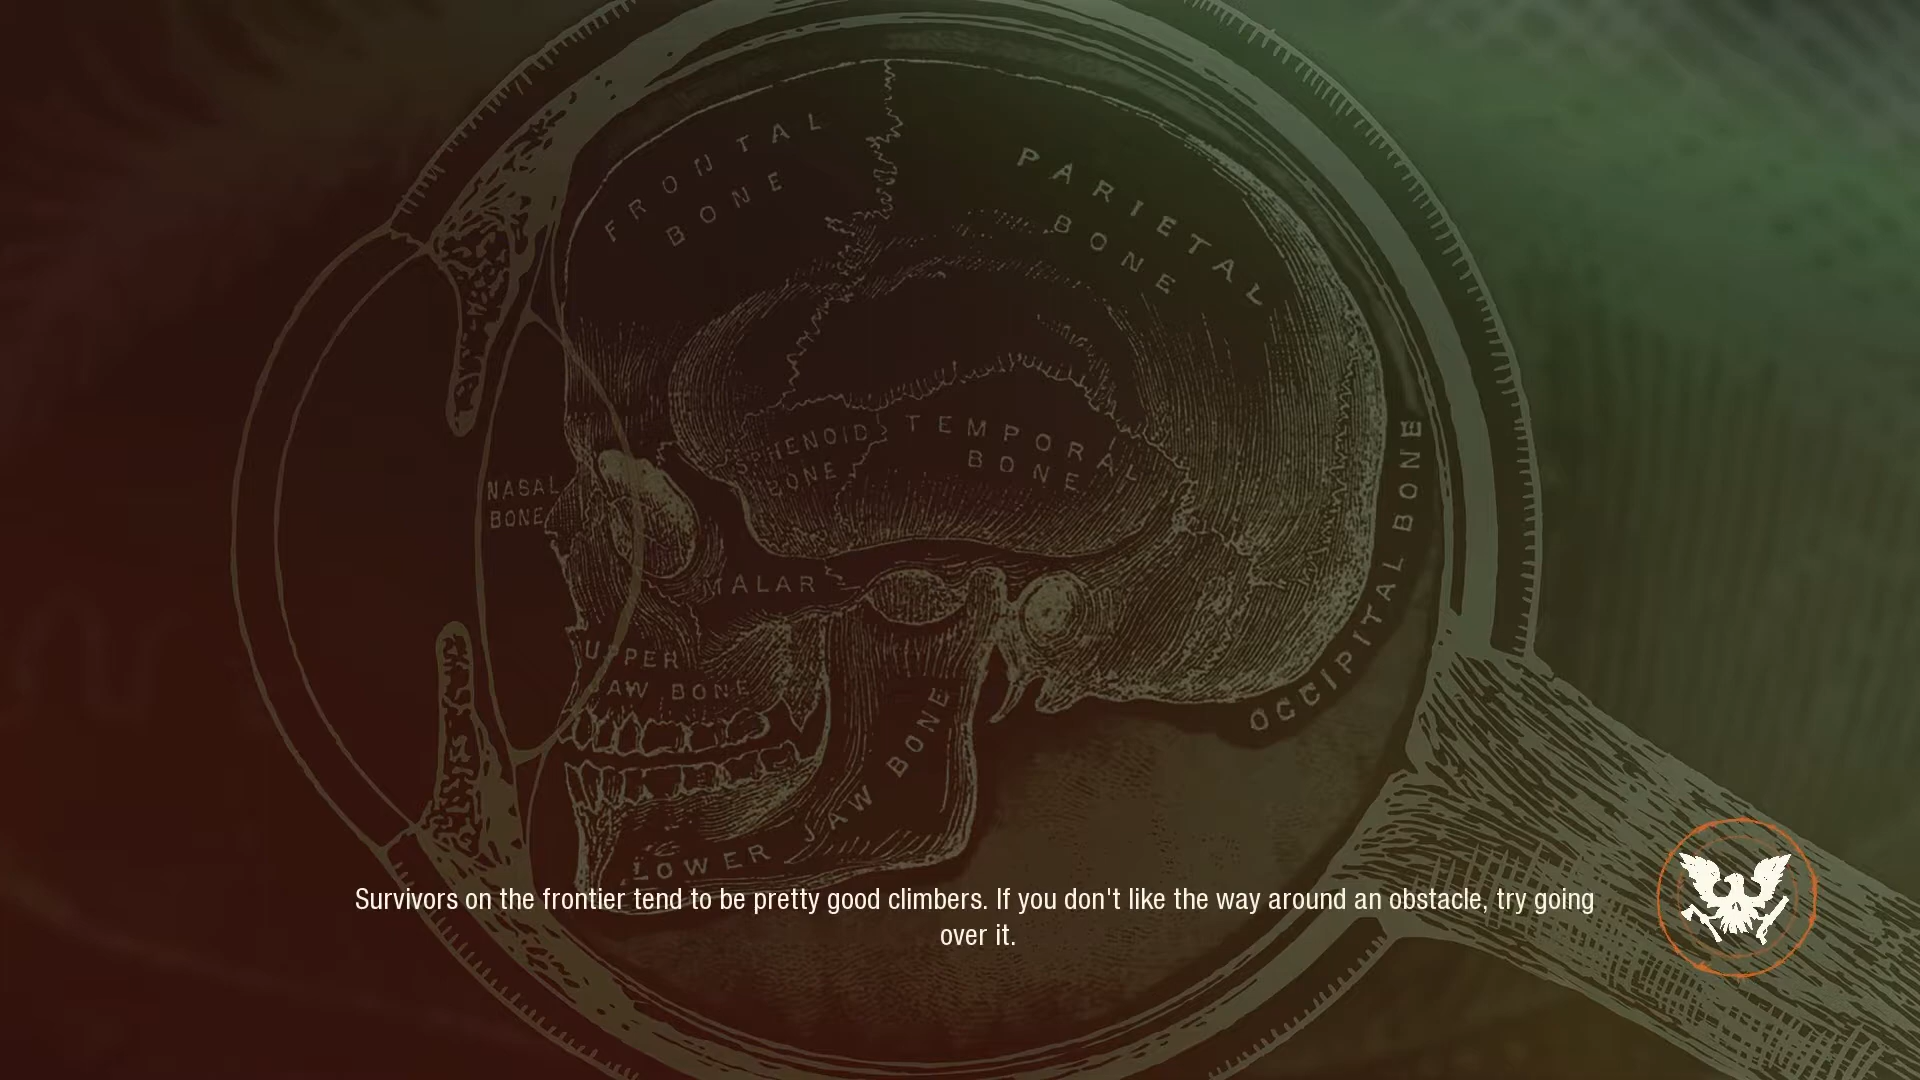 FRONTAL
BONE
PARIETAL
BONE
SPHENOID
BONE
TEMPORAL
BONE
NASAL
BONE
MALAR
UPPER
JAW BONE
OCCIPITAL BONE
LOWER JAW BONE
Survivors on the frontier tend to be pretty good climbers. If you don't like the way around an obstacle, try going
over it.